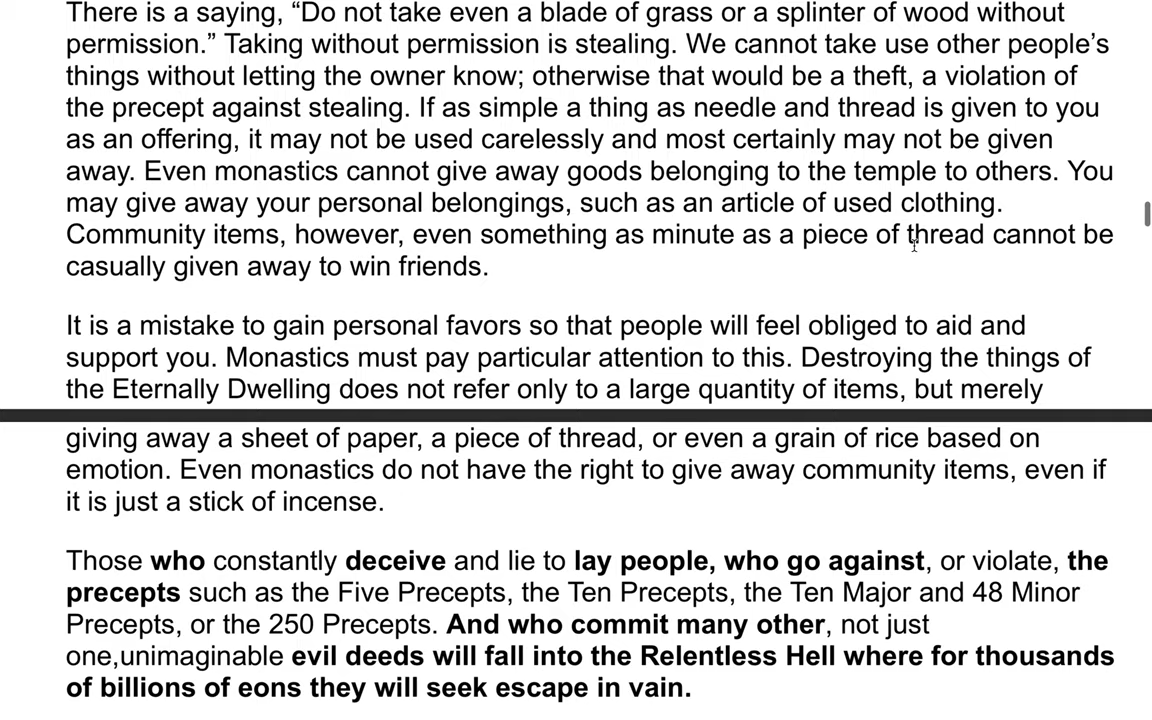 There is a saying, “Do not take even a blade of grass or a splinter of wood without
permission.” Taking without permission is stealing. We cannot take use other people’s
things without letting the owner know; otherwise that would be a theft, a violation of
the precept against stealing. If as simple a thing as needle and thread is given to you
as an offering, it may not be used carelessly and most certainly may not be given
away. Even monastics cannot give away goods belonging to the temple to others. You
may give away your personal belongings, such as an article of used clothing.
Community items, however, even something as minute as a piece of thread cannot be
casually given away to win friends.
It is a mistake to gain personal favors so that people will feel obliged to aid and
support you. Monastics must pay particular attention to this. Destroying the things of
the Eternally Dwelling does not refer only to a large quantity of items, but merely
giving away a sheet of paper, a piece of thread, or even a grain of rice based on
emotion. Even monastics do not have the right to give away community items, even if
it is just a stick of incense.
Those who constantly deceive and lie to lay people, who go against, or violate, the
precepts such as the Five Precepts, the Ten Precepts, the Ten Major and 48 Minor
Precepts, or the 250 Precepts. And who commit many other, not just
one,unimaginable evil deeds will fall into the Relentless Hell where for thousands
of billions of eons they will seek escape in vain.